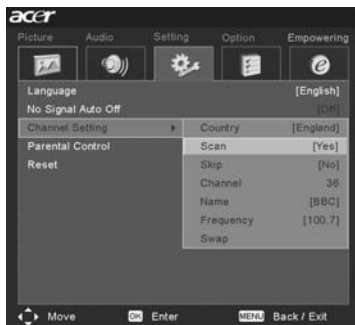 acer
Picture Audio Setting Option Empowering
Language [English]
No Signal Auto Off [Off]
Channel Setting Country [England]
Parental Control Scan [Yes]
Reset Skip [No]
Channel 36
Name [BBC]
Frequency [100.7]
Swap
Move OK Enter MENU Back / Exit